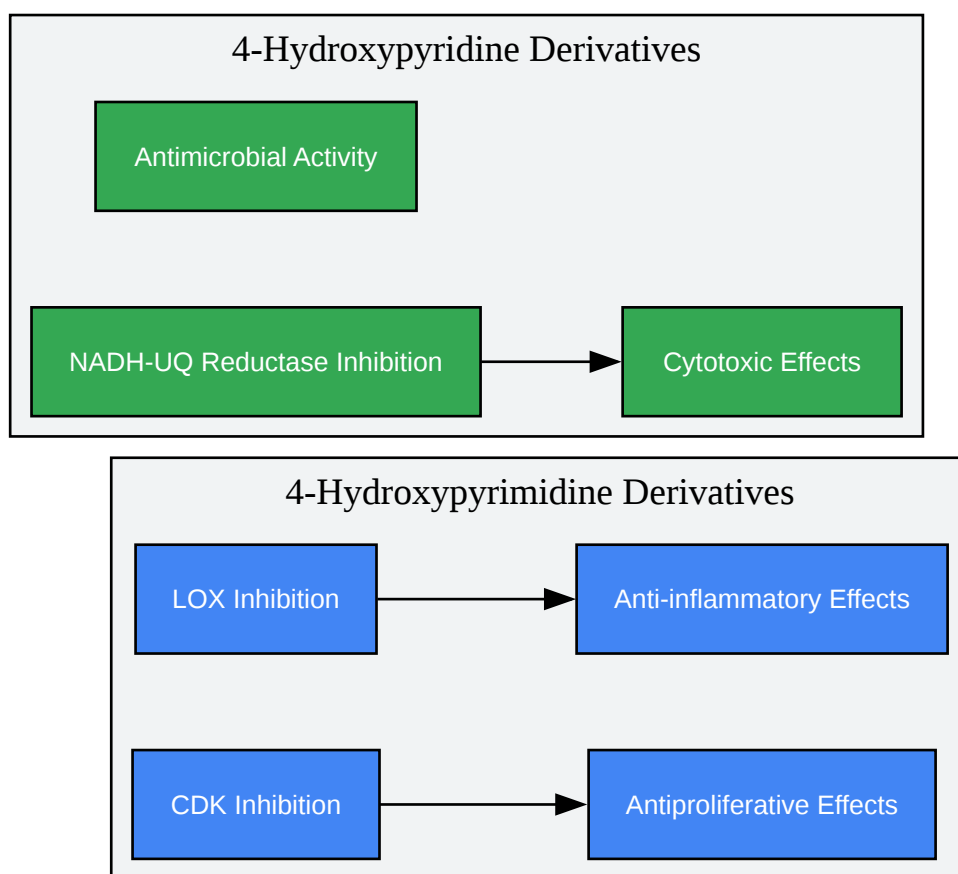 4-Hydroxypyridine Derivatives
Antimicrobial Activity
NADH-UQ Reductase Inhibition
Cytotoxic Effects
4-Hydroxypyrimidine Derivatives
LOX Inhibition
Anti-inflammatory Effects
CDK Inhibition
Antiproliferative Effects